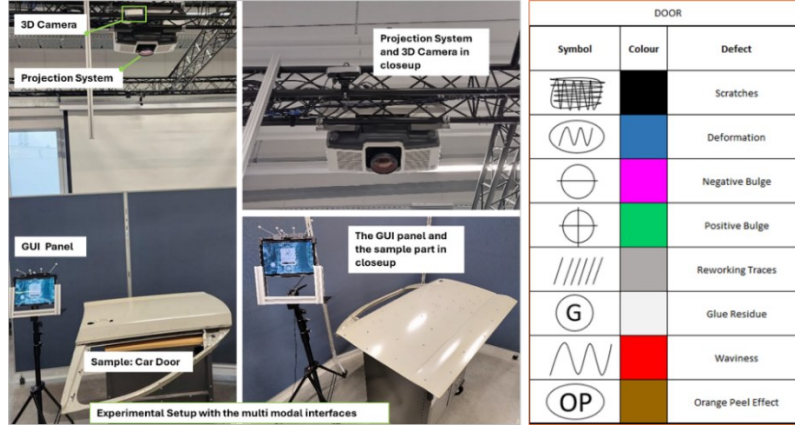 3D Camera
Projection System
GUI Panel
Sample: Car Door
Experimental Setup with the multi modal interfaces
Projection System
and 3D Camera in
closeup
The GUI panel and
the sample part in
closeup
DOOR
Symbol Colour Defect
Scratches
Deformation
Negative Bulge
Positive Bulge
Reworking Traces
G Glue Residue
Waviness
OP Orange Peel Effect